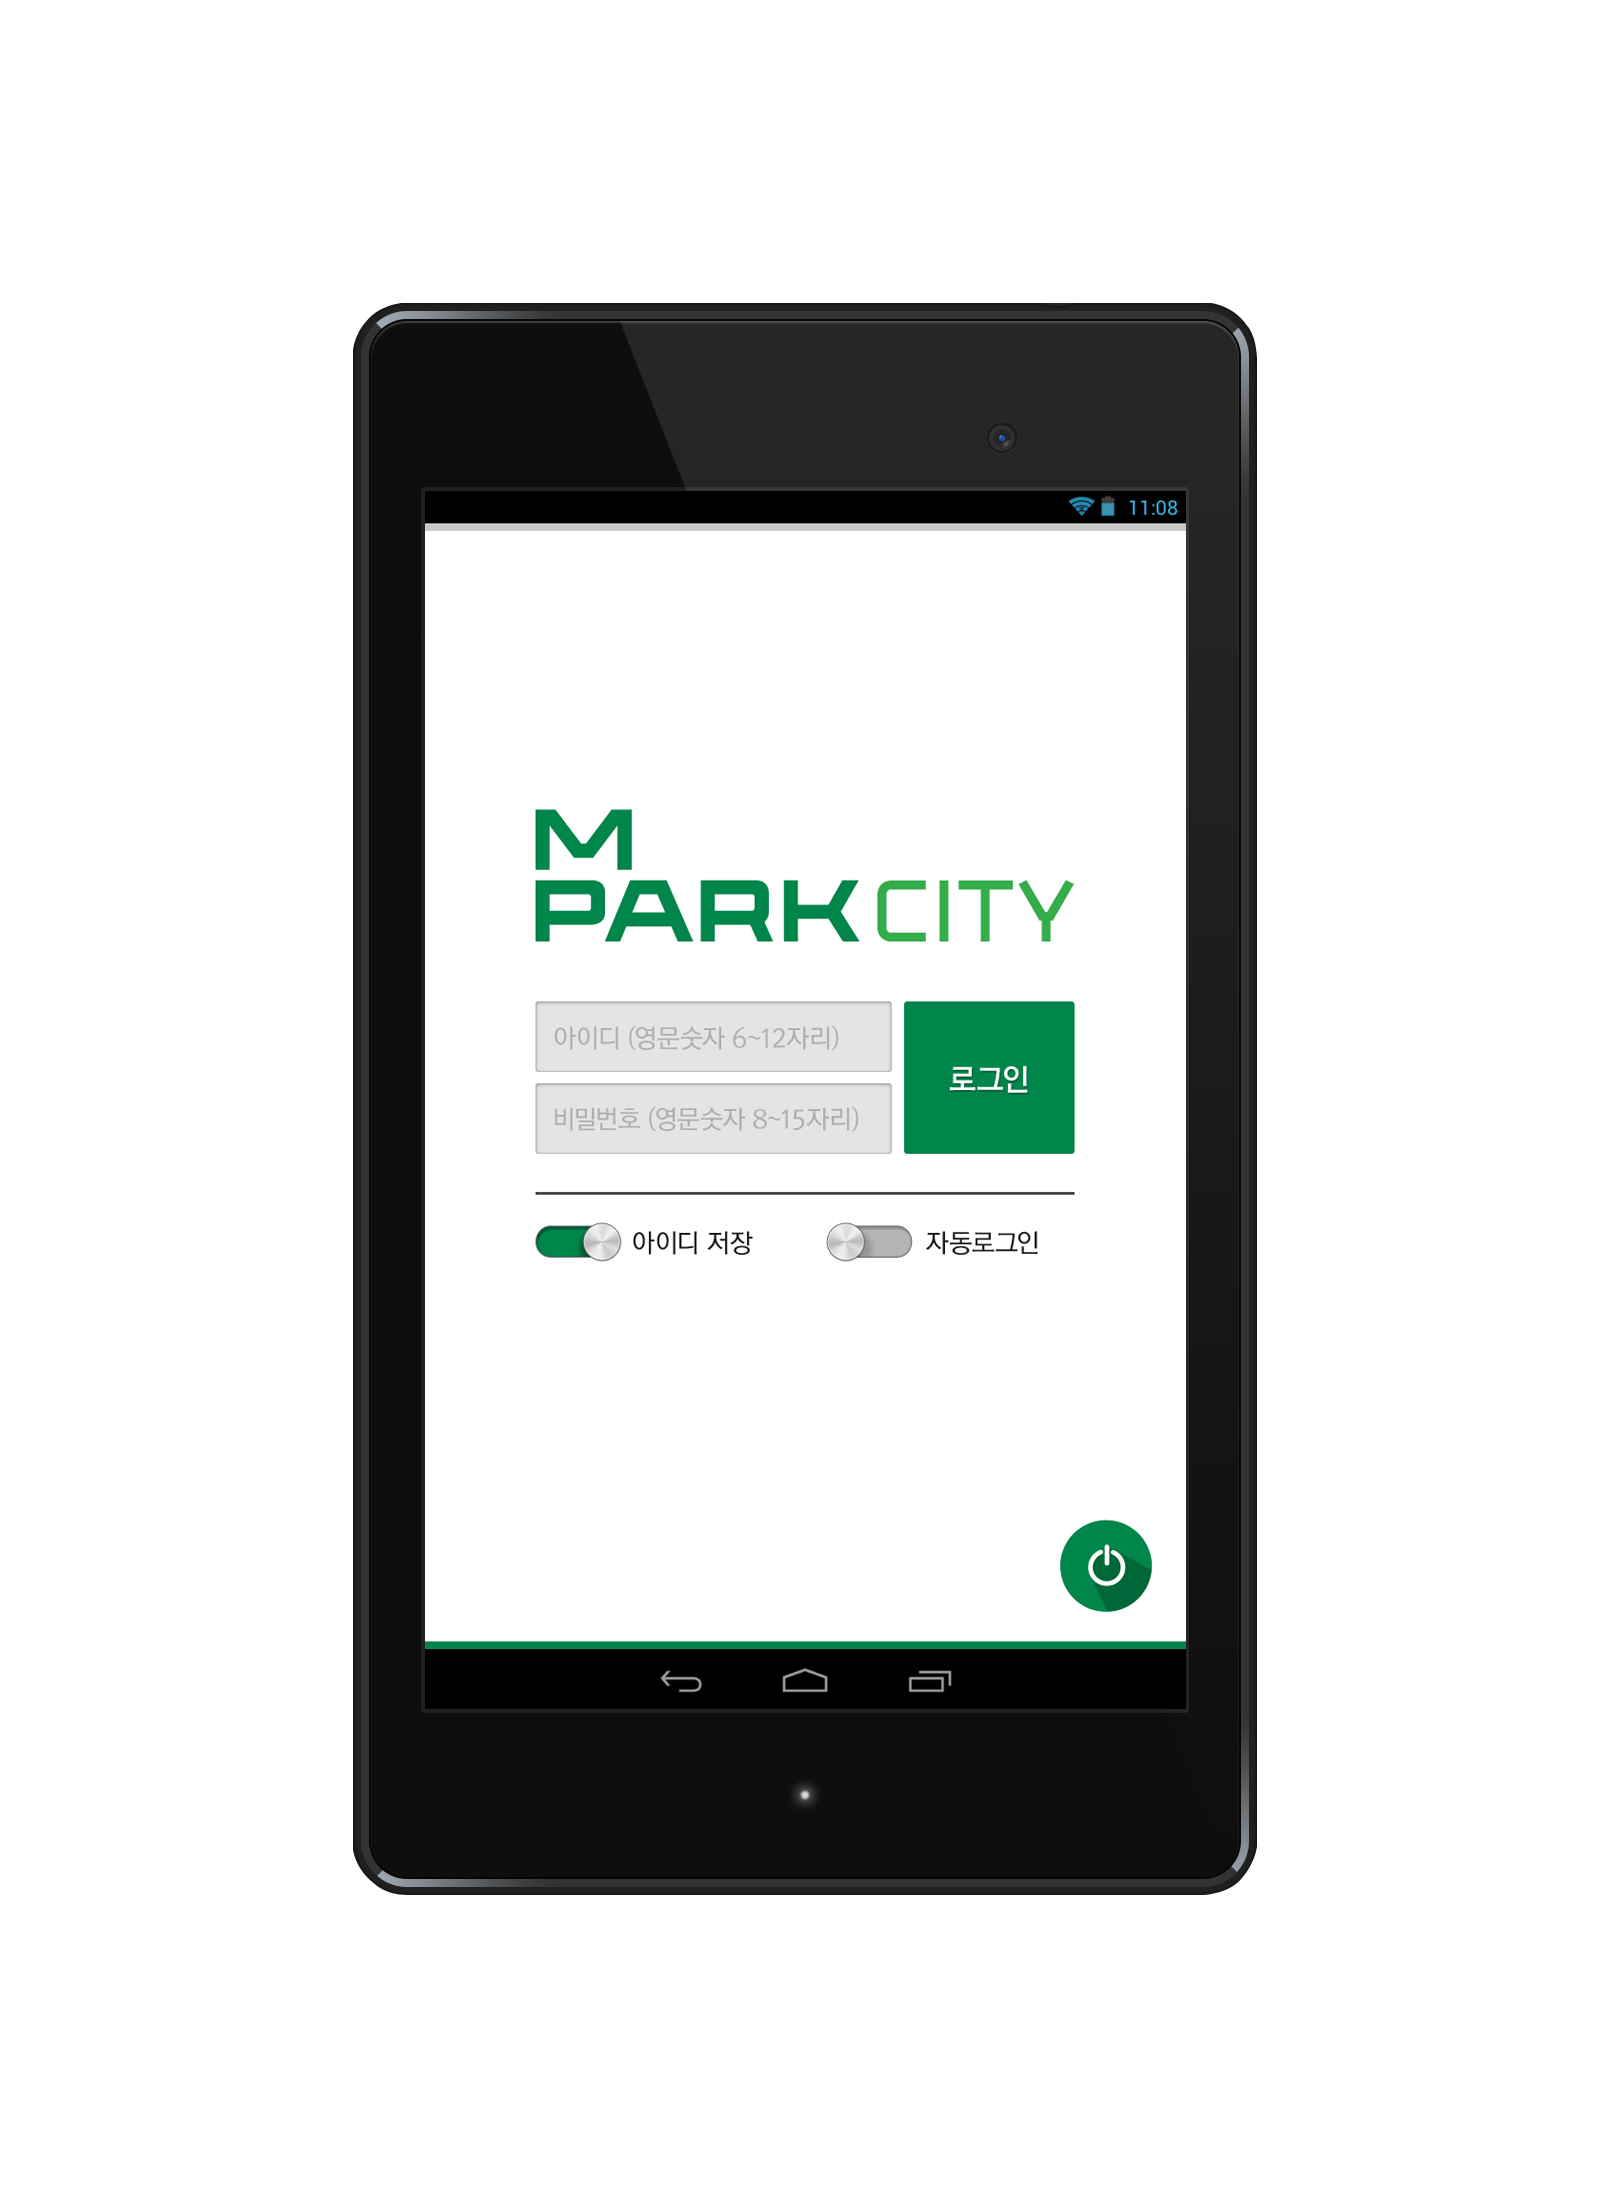 11:08
M
PARK CITY
아이디 (영문숫자 6~12자리)
비밀번호 (영문숫자 8~15자리)
로그인
아이디 저장
자동로그인